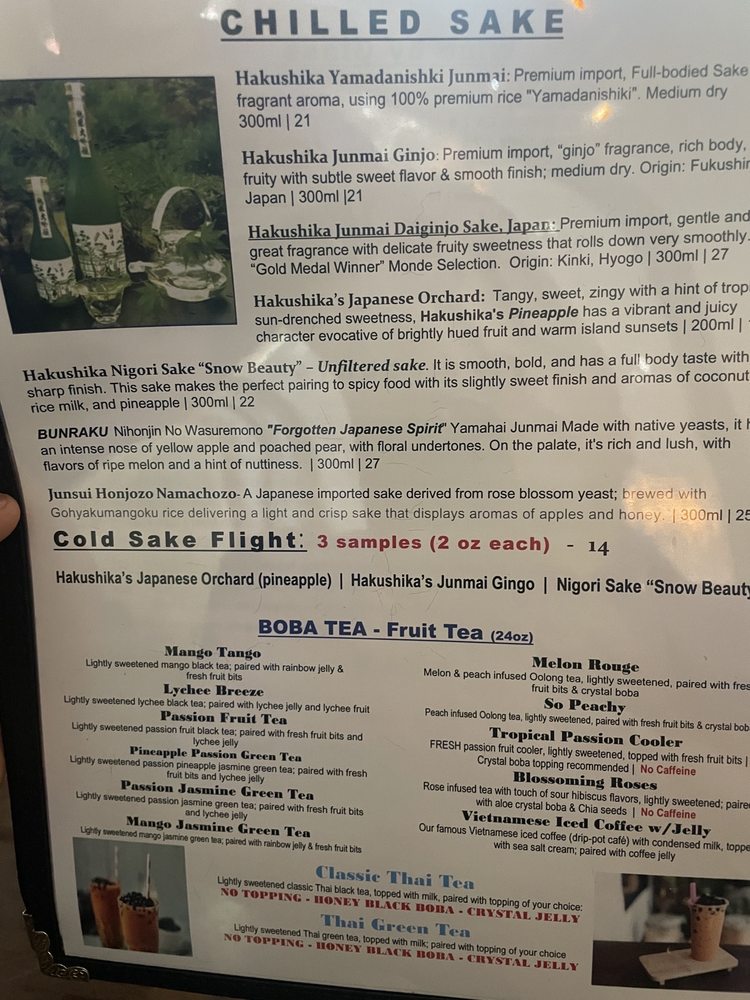 CHILLED SAKE
Hakushika Yamadanishki Junmai: Premium import, Full-bodied Sake
fragrant aroma, using 100% premium rice "Yamadanishiki". Medium dry
300ml | 21
Hakushika Junmai Ginjo: Premium import, "ginjo" fragrance, rich body,
fruity with subtle sweet flavor & smooth finish; medium dry. Origin:
Japan | 300ml |21
Hakushika Junmai Daiginjo Sake, Japan: Premium import, gentle and
great fragrance with delicate fruity sweetness that rolls down very smoothly.
"Gold Medal Winner" Monde Selection. Origin: Kinki, Hyogo | 300ml | 27
Hakushika's Japanese Orchard: Tangy, sweet, zingy with a hint of
sun-drenched sweetness, Hakushika's Pineapple has a vibrant and juicy
character evocative of brightly hued fruit and warm island sunsets | 200ml |
Hakushika Nigori Sake "Snow Beauty" – Unfiltered sake. It is smooth, bold, and has a full body taste with
sharp finish. This sake makes the perfect pairing to spicy food with its slightly sweet finish and aromas of coconut
rice milk, and pineapple | 300ml | 22
BUNRAKU Nihonjin No Wasuremono "Forgotten Japanese Spirit" Yamahai Junmai Made with native yeasts, it
an intense nose of yellow apple and poached pear, with floral undertones. On the palate, it's rich and lush, with
flavors of ripe melon and a hint of nuttiness. | 300ml | 27
Junsui Honjozo Namachozo- A Japanese imported sake derived from rose blossom yeast; brewed with
Gohyakumangoku rice delivering a light and crisp sake that displays aromas of apples and honey. | 300ml | 25
Cold Sake Flight: 3 samples (2 oz each) - 14
Hakushika's Japanese Orchard (pineapple) | Hakushika's Junmai Gingo | Nigori Sake "Snow Beauty
BOBA TEA - Fruit Tea (24oz)
Mango Tango
Lightly sweetened mango black tea; paired with rainbow jelly &
fresh fruit bits
Lychee Breeze
Lightly sweetened lychee black tea; paired with lychee jelly and lychee fruit
Passion Fruit Tea
Lightly sweetened passion fruit black tea; paired with fresh fruit bits and
lychee jelly
Pineapple Passion Green Tea
Lightly sweetened passion pineapple jasmine green tea; paired with fresh
fruit bits and lychee jelly
Passion Jasmine Green Tea
Lightly sweetened passion jasmine green tea; paired with fresh fruit bits
and lychee jelly
Mango Jasmine Green Tea
Lightly sweetened mango jasmine green tea; paired with rainbow jelly & fresh fruit bits
Melon Rouge
Melon & peach infused Oolong tea, lightly sweetened, paired with
fruit bits & crystal boba
So Peachy
Peach infused Oolong tea, lightly sweetened, paired with fresh fruit bits & crystal
Tropical Passion Cooler
FRESH passion fruit cooler, lightly sweetened, topped with fresh fruit bits |
Crystal boba topping recommended | No Caffeine
Blossoming Roses
Rose infused tea with touch of sour hibiscus flavors, lightly sweetened;
with aloe crystal boba & Chia seeds | No Caffeine
Vietnamese Iced Coffee w/Jelly
Our famous Vietnamese iced coffee (drip-pot café) with condensed milk,
with sea salt cream; paired with coffee jelly
Classic Thai Tea
Lightly sweetened classic Thai black tea, topped with milk, paired with topping of your choice:
NO TOPPING - HONEY BLACK BOBA - CRYSTAL JELLY
Thai Green Tea
Lightly sweetened Thai green tea, topped with milk; paired with topping of your choice
NO TOPPING - HONEY BLACK BOBA - CRYSTAL JELLY